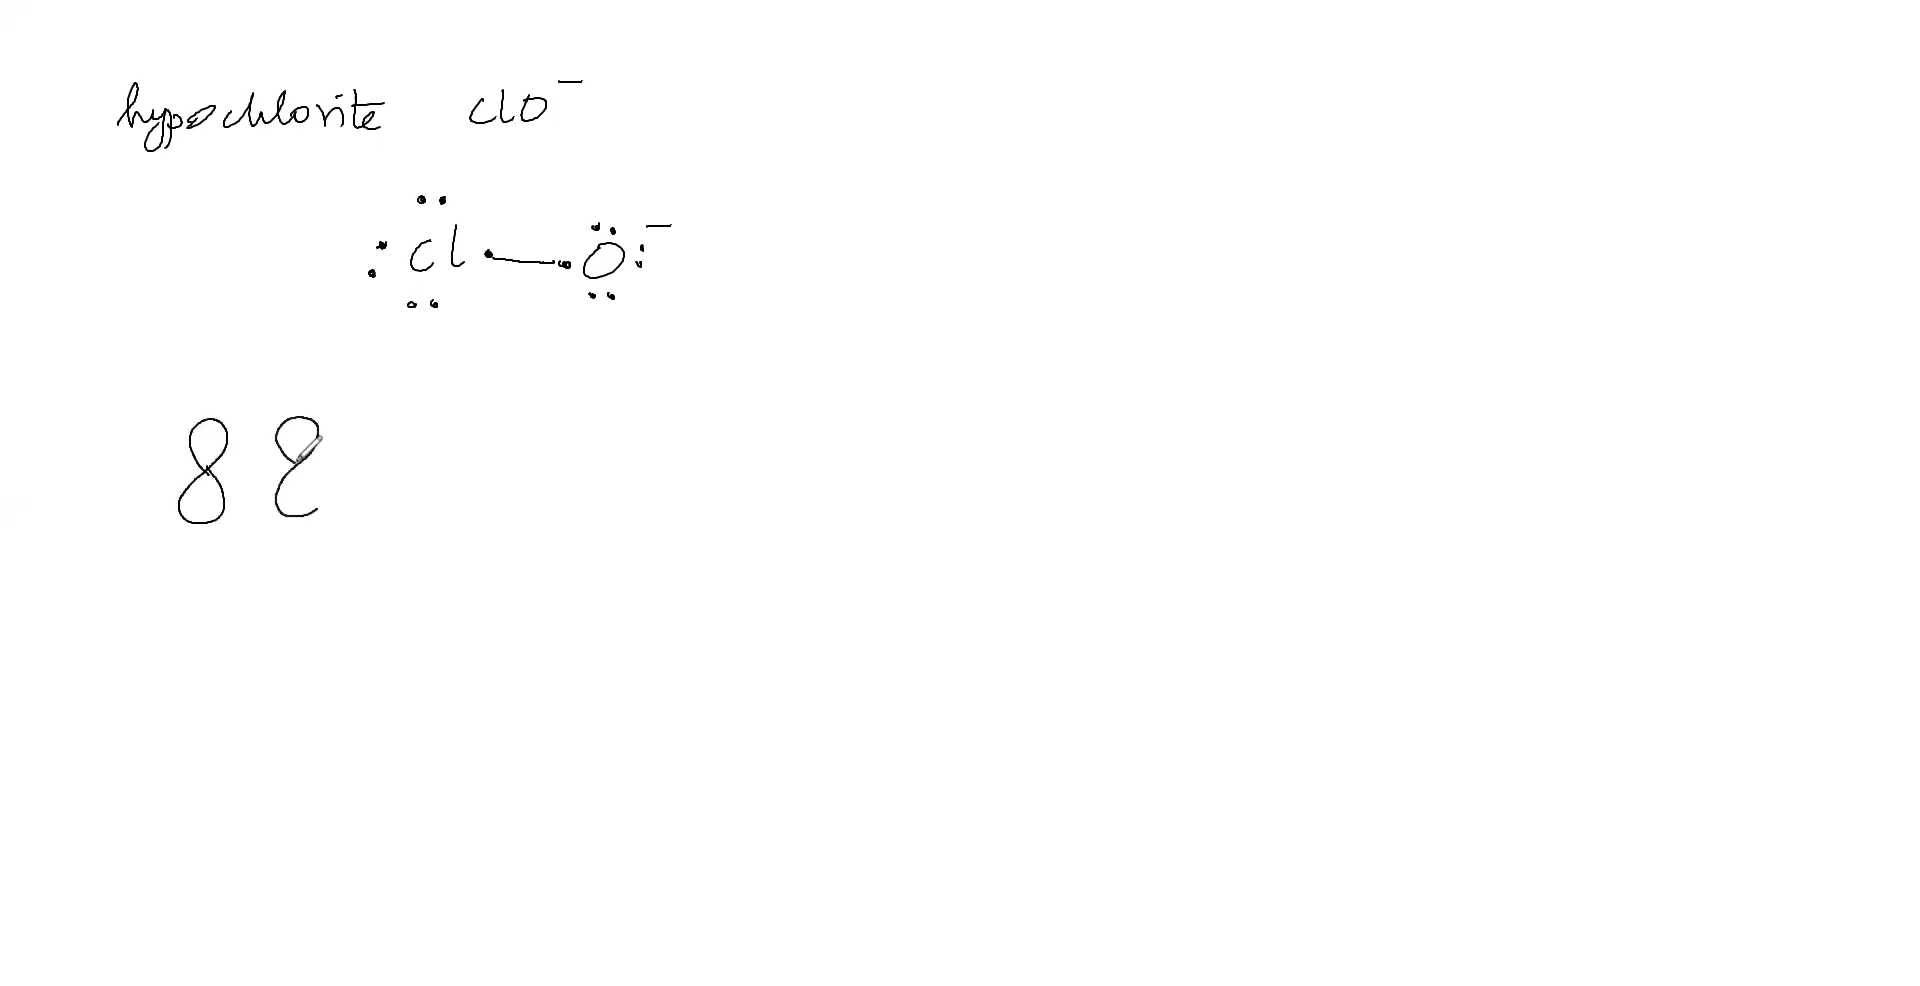 hypochlorite ClO⁻
Cl — O⁻
8 8